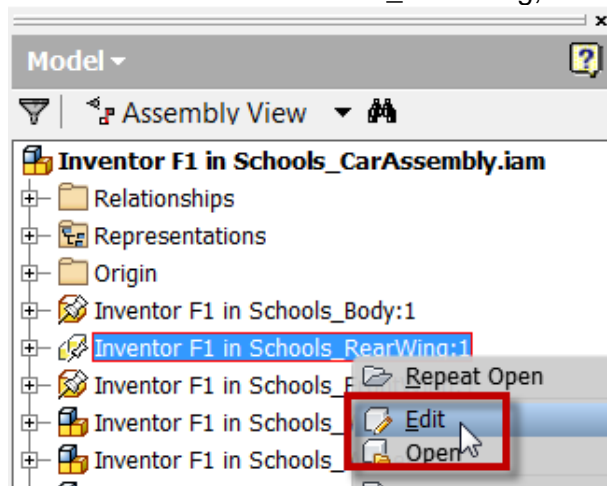 Model
Assembly View
Inventor F1 in Schools_CarAssembly.iam
Relationships
Representations
Origin
Inventor F1 in Schools_Body:1
Inventor F1 in Schools_RearWing:1
Repeat Open
Inventor F1 in Schools_
Edit
Inventor F1 in Schools_
Open
Inventor F1 in Schools_